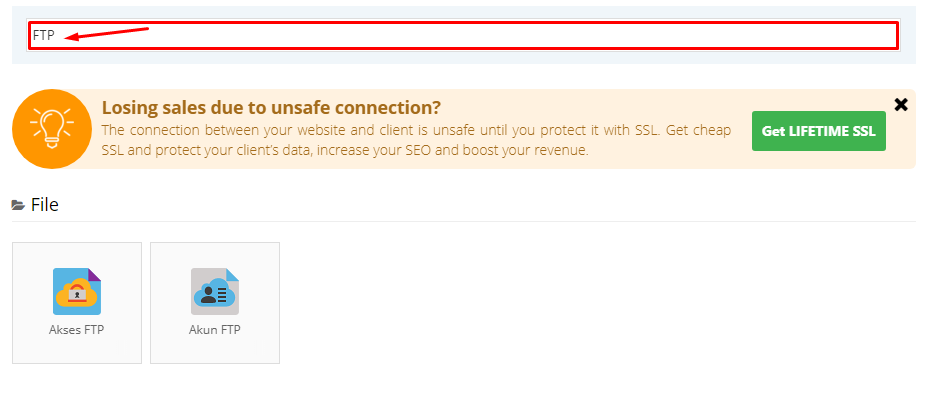 FTP
Losing sales due to unsafe connection?
The connection between your website and client is unsafe until you protect it with SSL. Get cheap
SSL and protect your client's data, increase your SEO and boost your revenue.
Get LIFETIME SSL
File
Akses FTP
Akun FTP